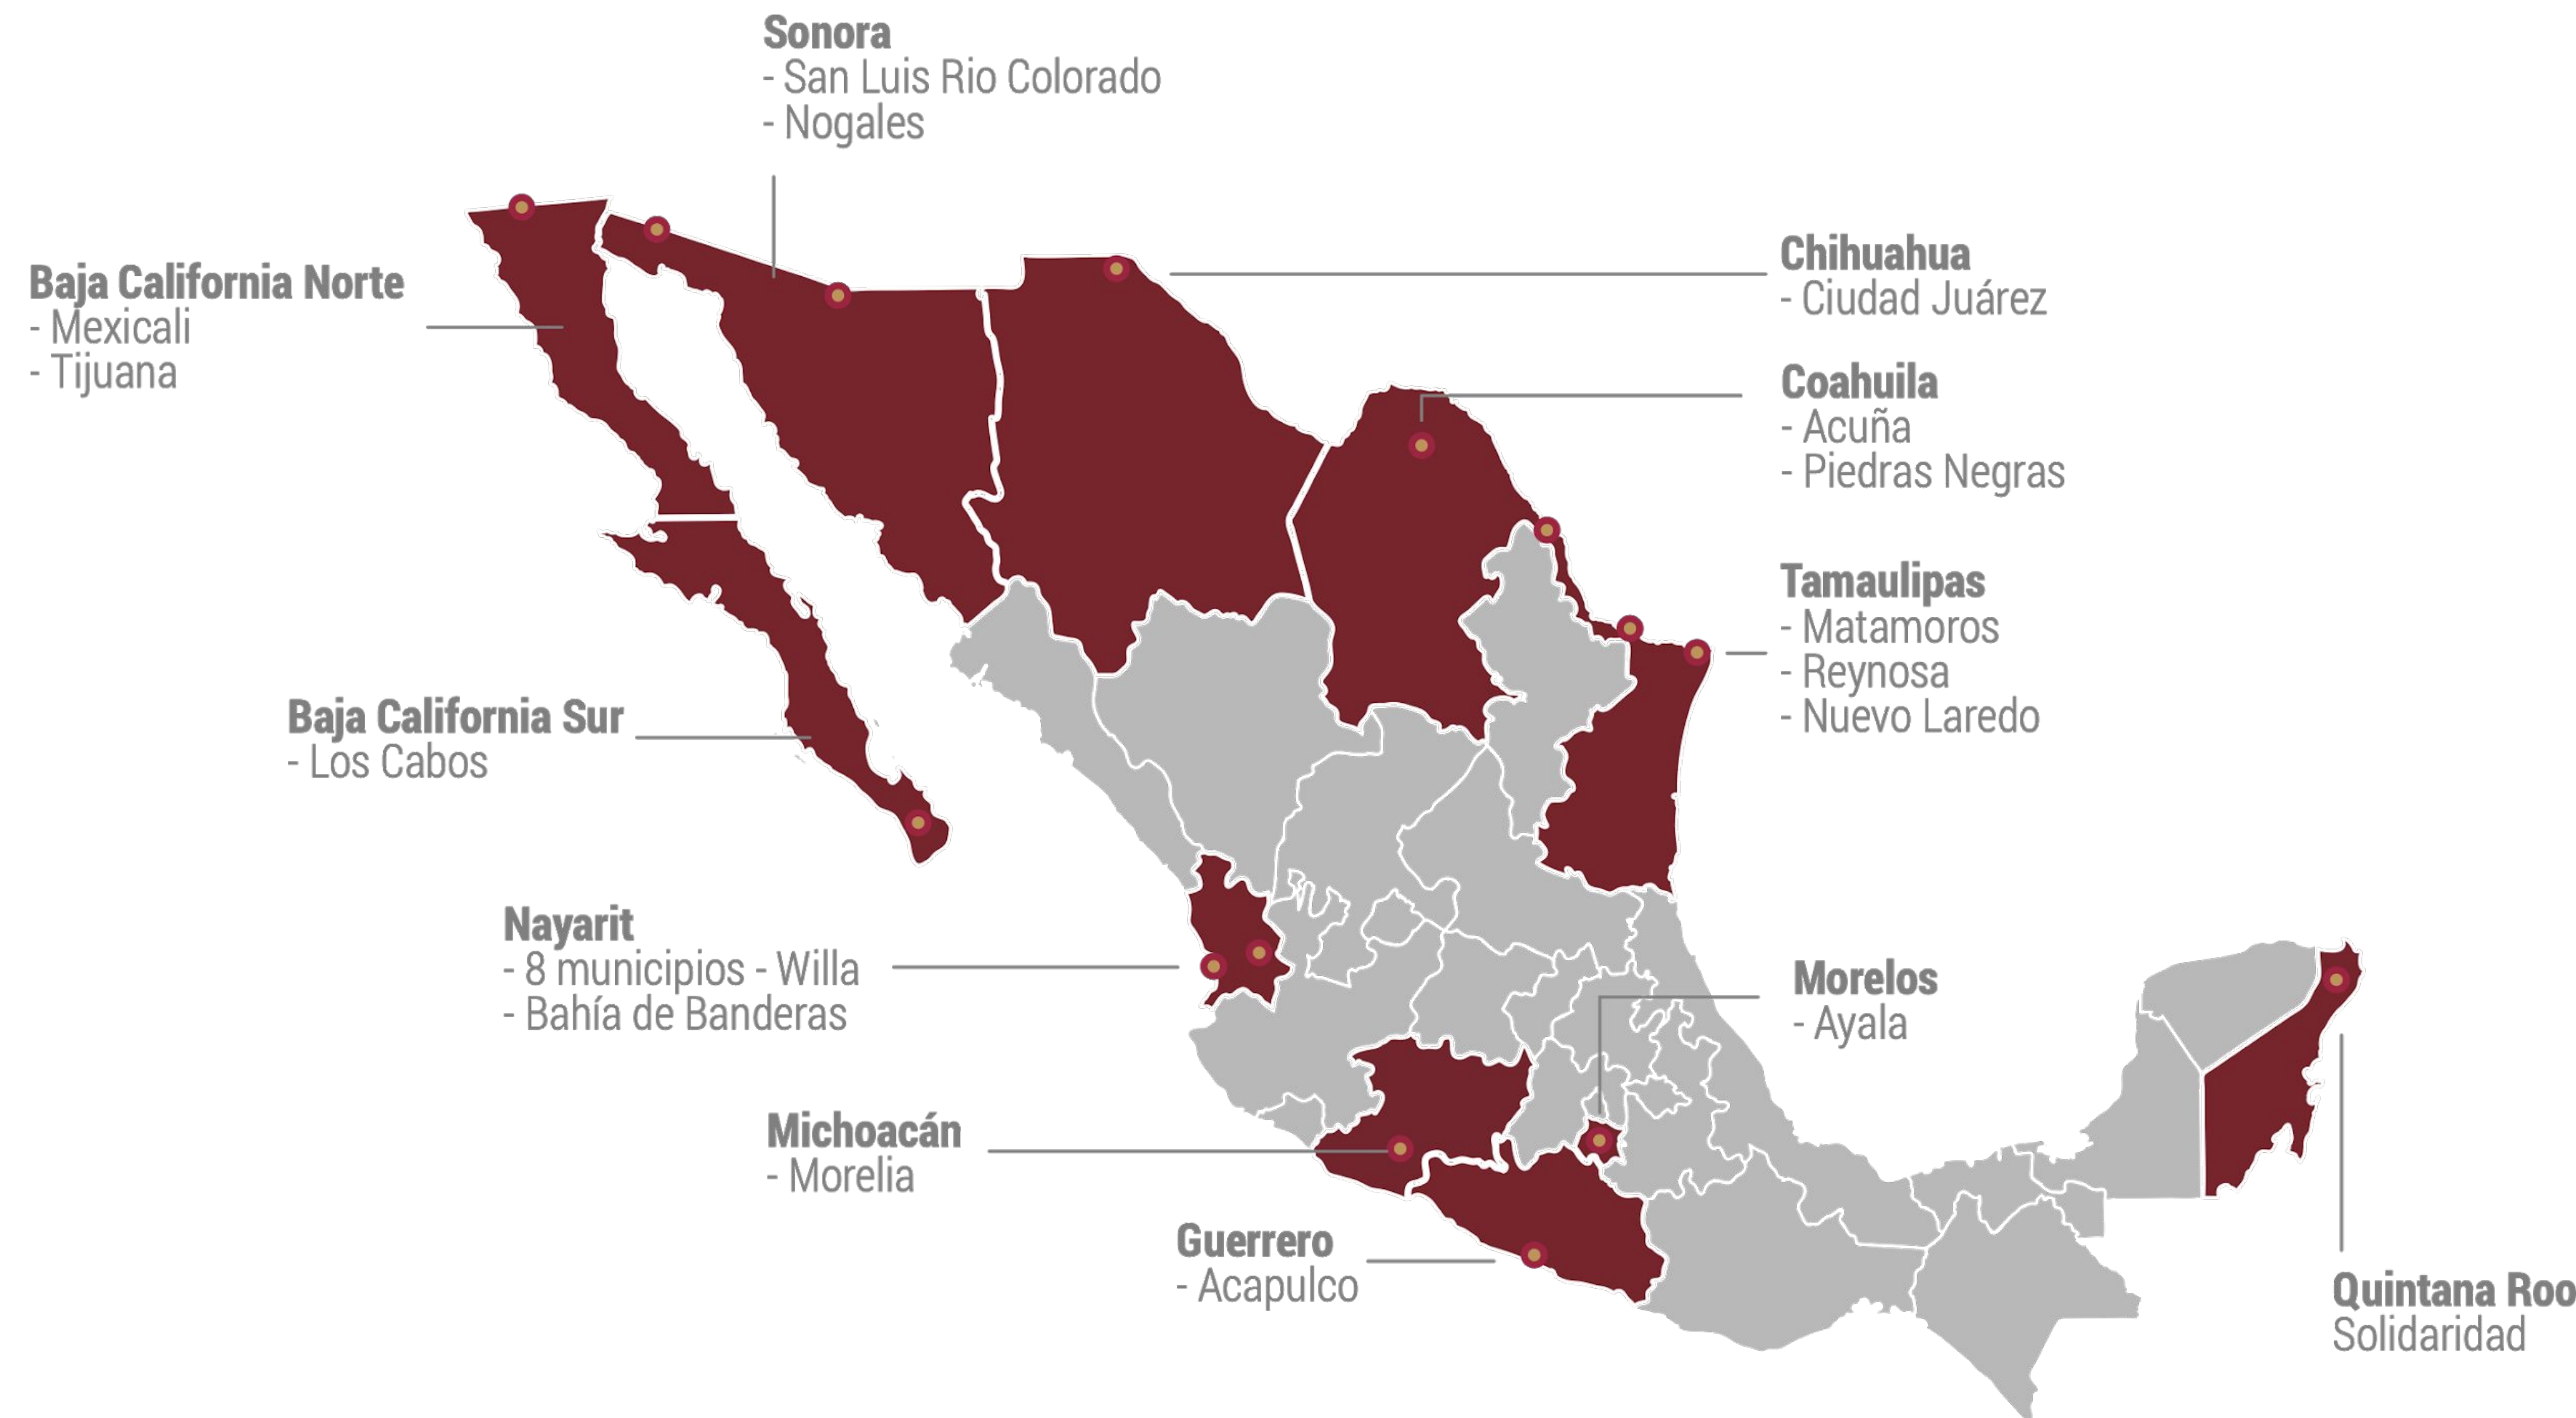 Sonora
- San Luis Rio Colorado
- Nogales
Baja California Norte
- Mexicali
- Tijuana
Chihuahua
- Ciudad Juárez
Coahuila
- Acuña
- Piedras Negras
Tamaulipas
- Matamoros
- Reynosa
- Nuevo Laredo
Baja California Sur
- Los Cabos
Nayarit
- 8 municipios - Willa
- Bahía de Banderas
Morelos
- Ayala
Michoacán
- Morelia
Guerrero
- Acapulco
Quintana Roo
Solidaridad